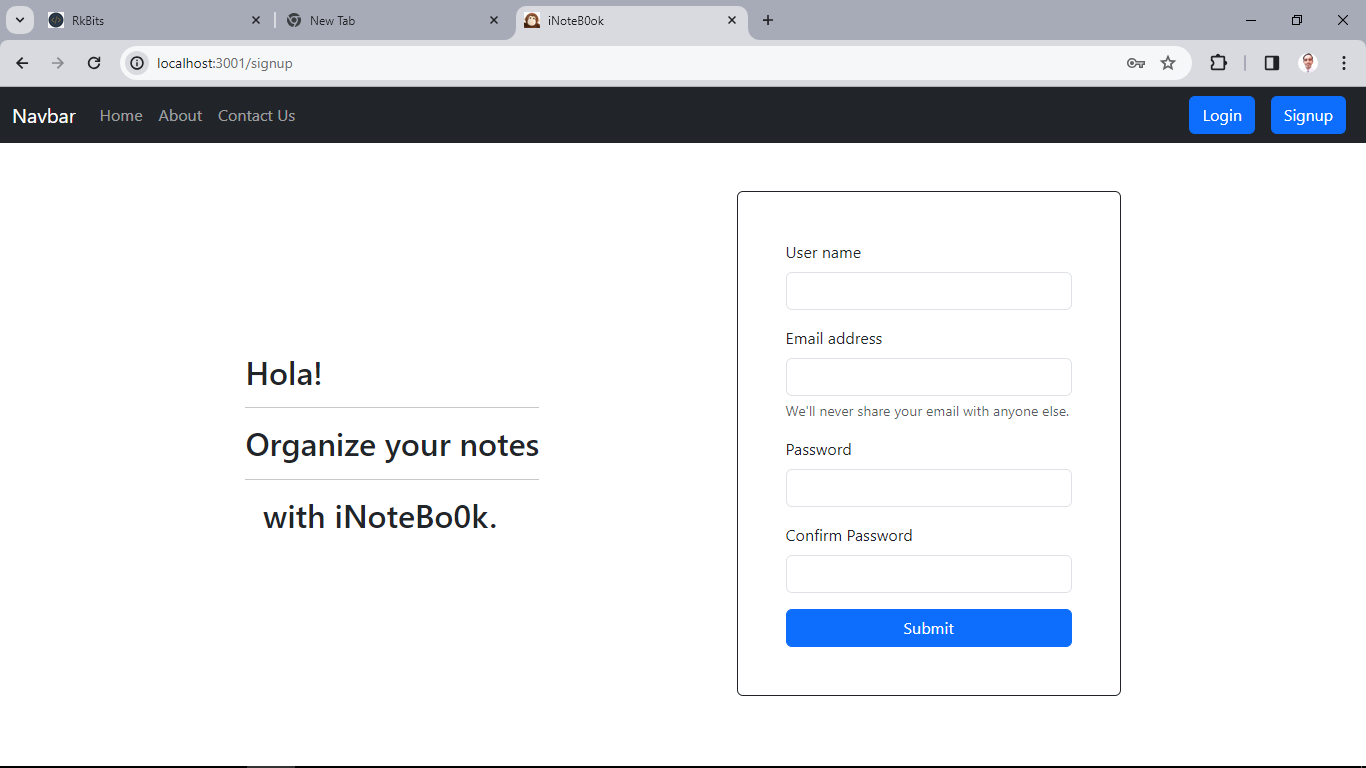 RkBits
New Tab
iNoteB0ok
localhost:3001/signup
Navbar Home About Contact Us Login Signup
Hola!
Organize your notes
with iNoteBo0k.
User name
Email address
We'll never share your email with anyone else.
Password
Confirm Password
Submit